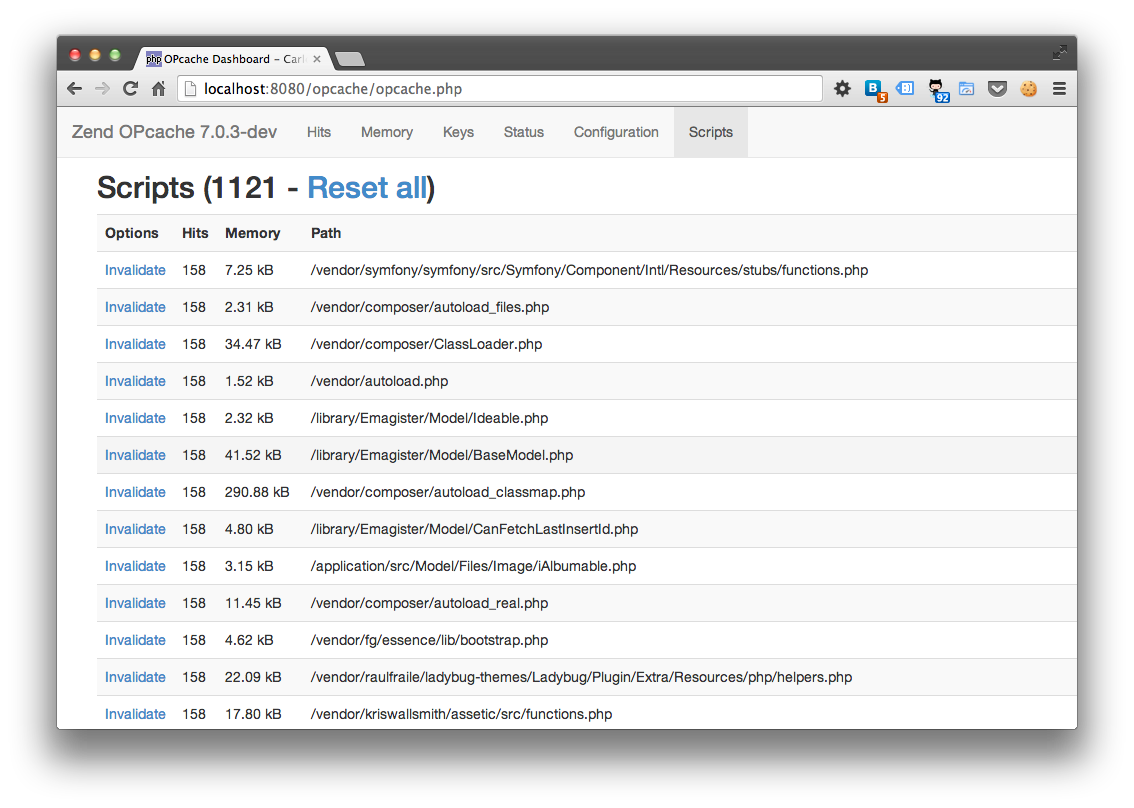 php OPcache Dashboard – Carl
localhost:8080/opcache/opcache.php
B 5 92
Zend OPcache 7.0.3-dev Hits Memory Keys Status Configuration Scripts
Scripts (1121 - Reset all)
Options Hits Memory Path
Invalidate 158 7.25 kB /vendor/symfony/symfony/src/Symfony/Component/Intl/Resources/stubs/functions.php
Invalidate 158 2.31 kB /vendor/composer/autoload_files.php
Invalidate 158 34.47 kB /vendor/composer/ClassLoader.php
Invalidate 158 1.52 kB /vendor/autoload.php
Invalidate 158 2.32 kB /library/Emagister/Model/Ideable.php
Invalidate 158 41.52 kB /library/Emagister/Model/BaseModel.php
Invalidate 158 290.88 kB /vendor/composer/autoload_classmap.php
Invalidate 158 4.80 kB /library/Emagister/Model/CanFetchLastInsertId.php
Invalidate 158 3.15 kB /application/src/Model/Files/Image/iAlbumable.php
Invalidate 158 11.45 kB /vendor/composer/autoload_real.php
Invalidate 158 4.62 kB /vendor/fg/essence/lib/bootstrap.php
Invalidate 158 22.09 kB /vendor/raulfraile/ladybug-themes/Ladybug/Plugin/Extra/Resources/php/helpers.php
Invalidate 158 17.80 kB /vendor/kriswallsmith/assetic/src/functions.php